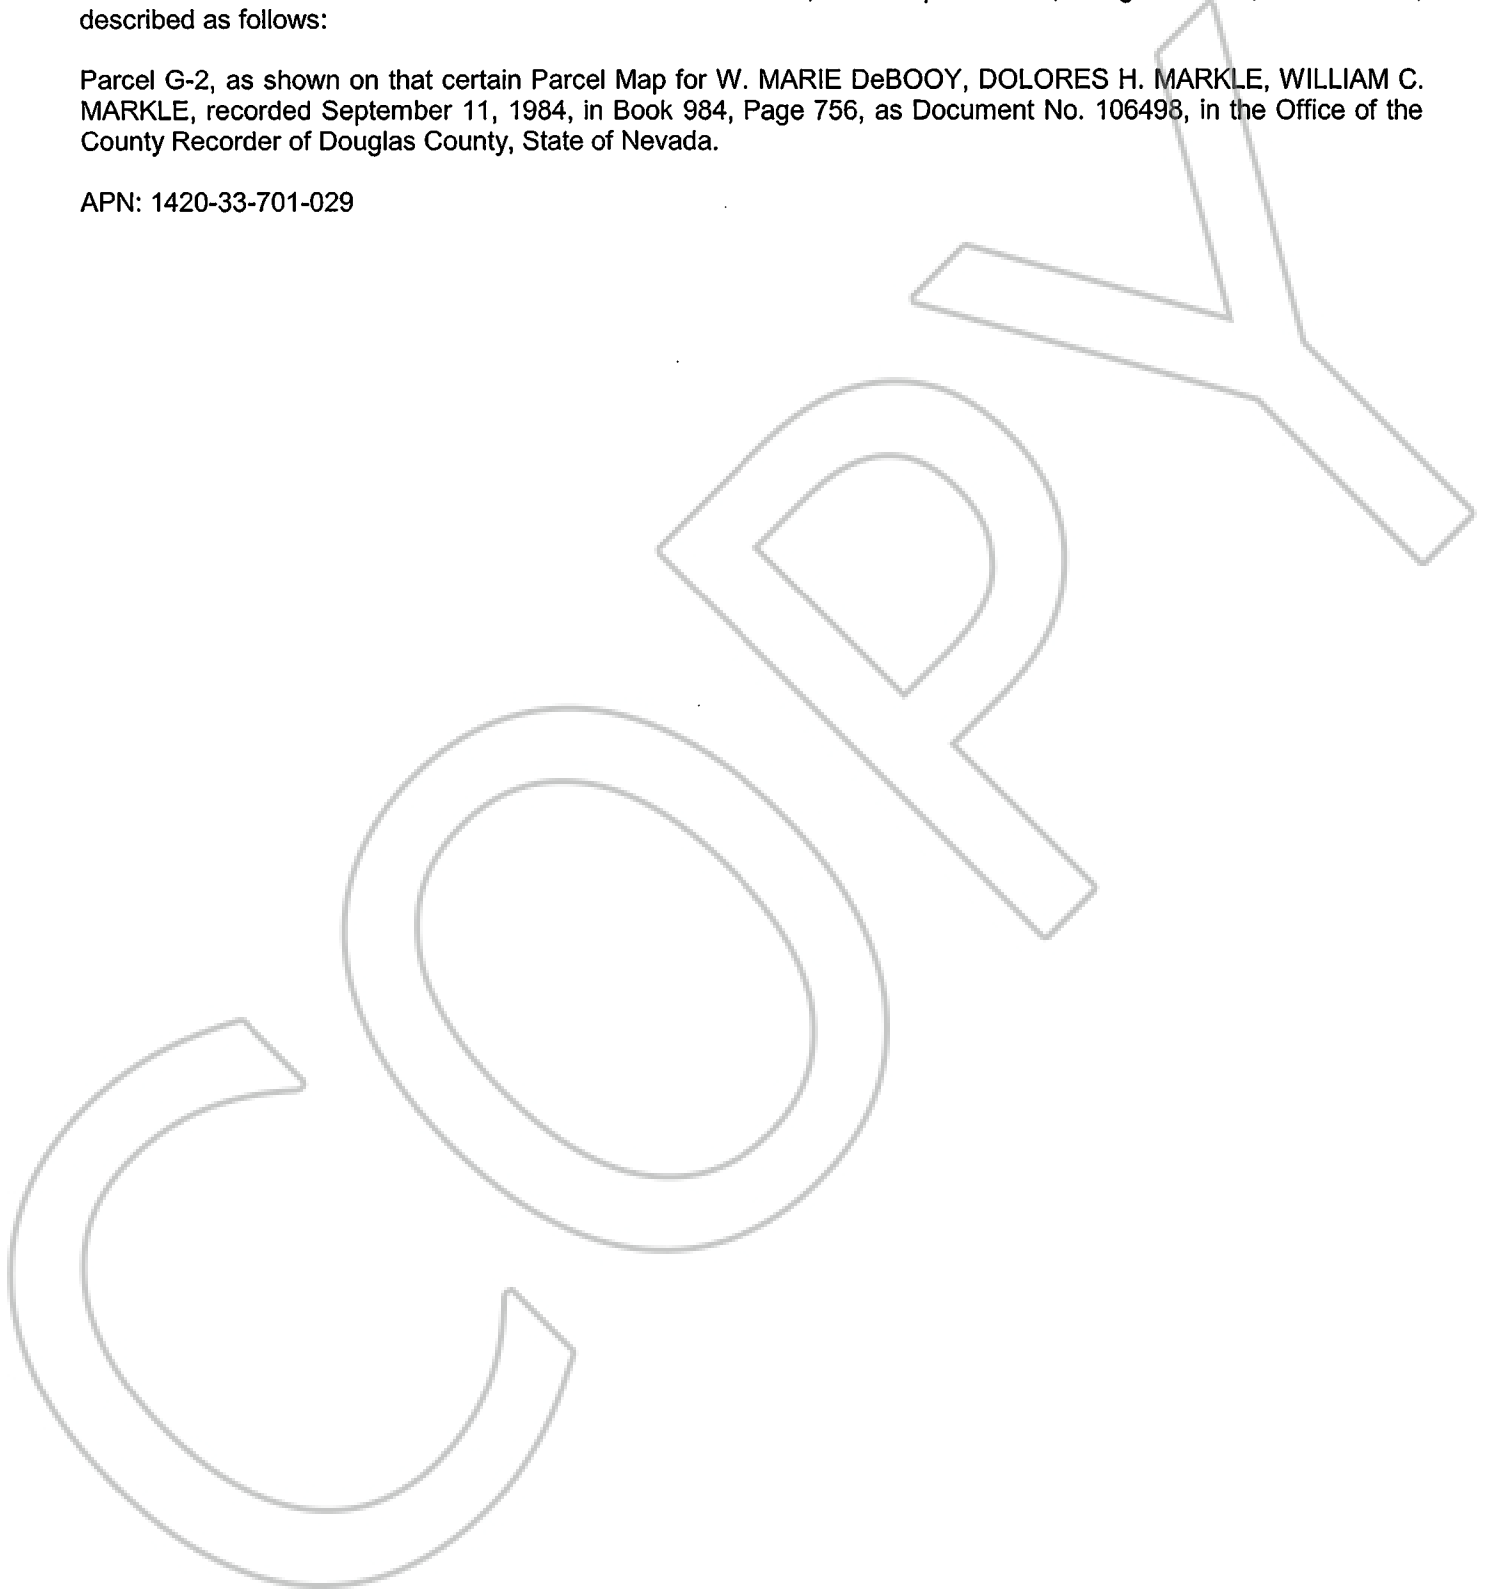 described as follows:
Parcel G-2, as shown on that certain Parcel Map for W. MARIE DeBOOY, DOLORES H. MARKLE, WILLIAM C.
MARKLE, recorded September 11, 1984, in Book 984, Page 756, as Document No. 106498, in the Office of the
County Recorder of Douglas County, State of Nevada.
APN: 1420-33-701-029
COPY